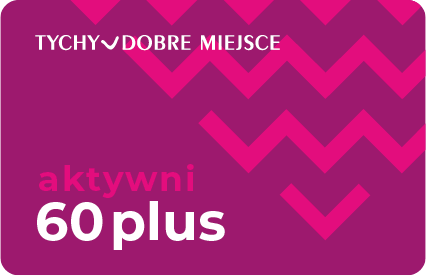 TYCHY DOBRE MIEJSCE
aktywni
60 plus